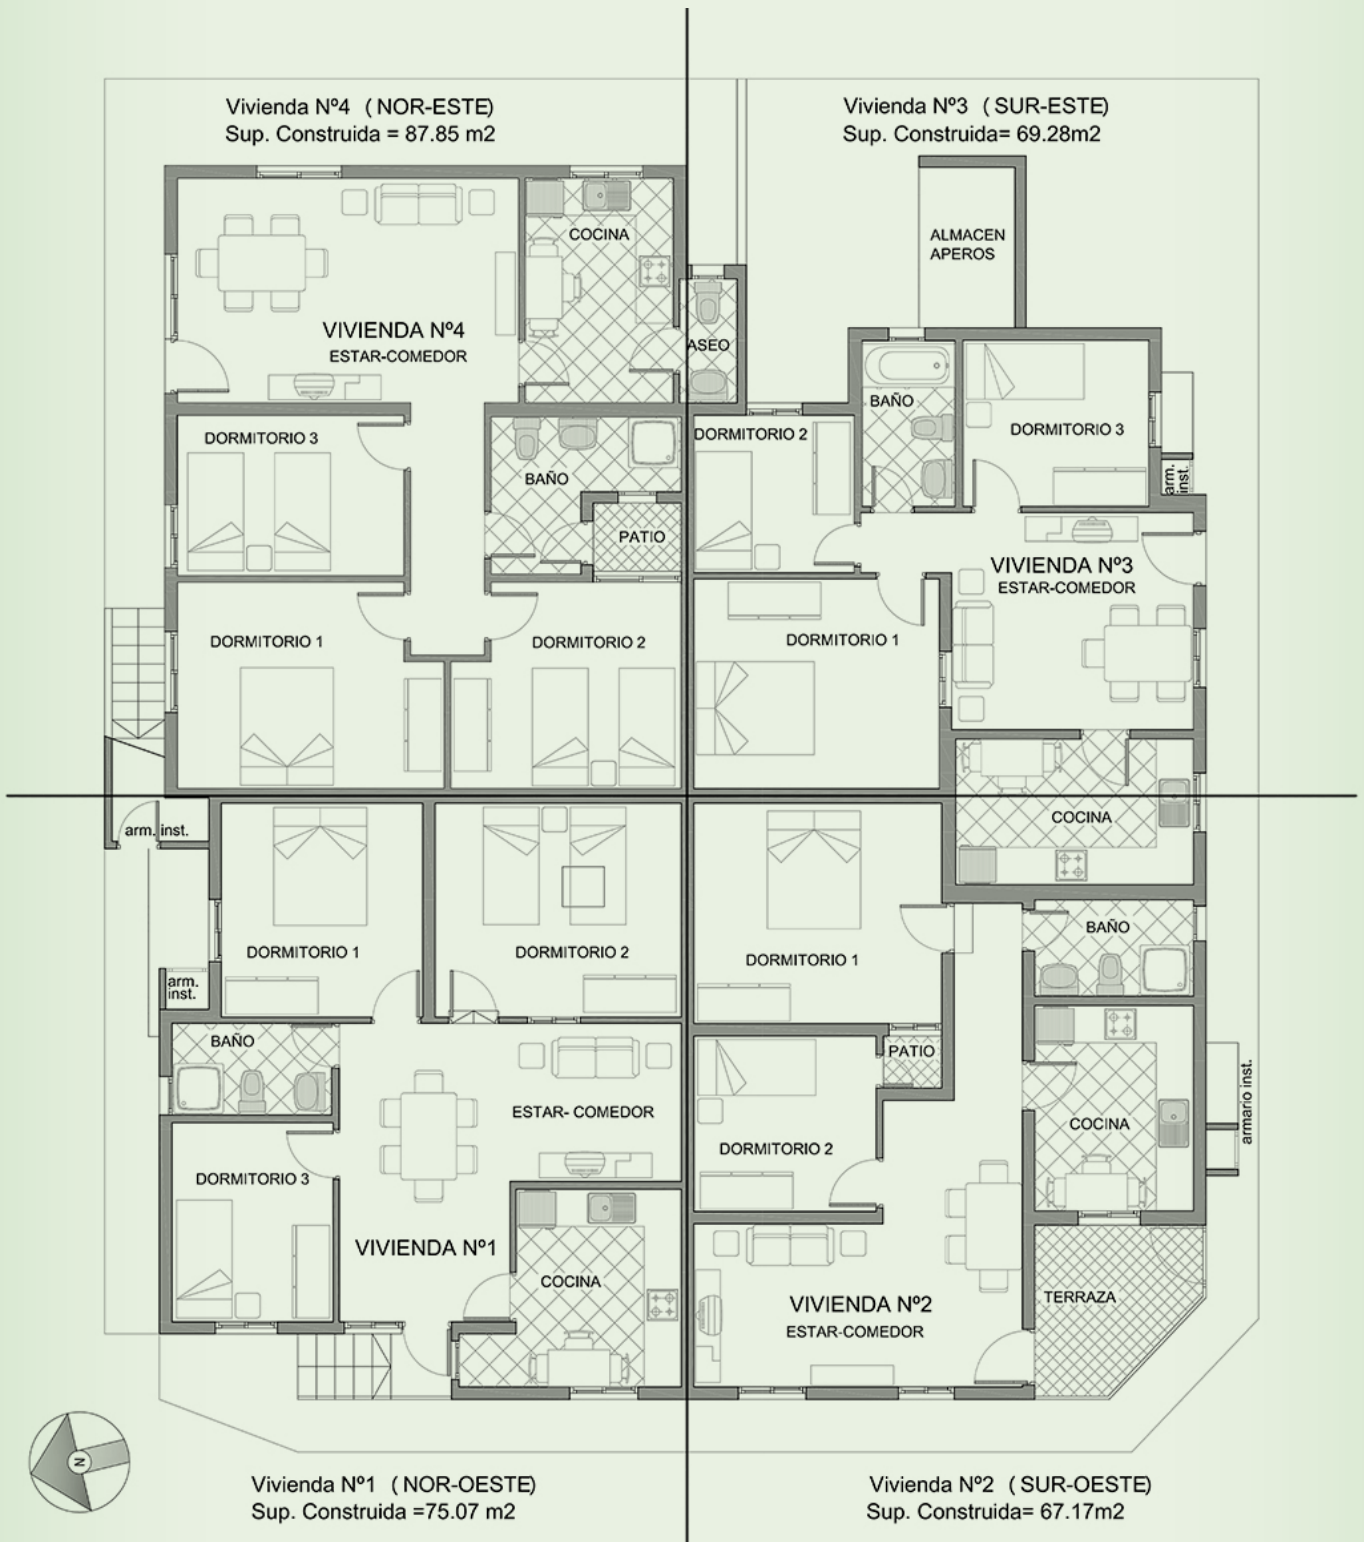 Vivienda Nº4 ( NOR-ESTE)
Sup. Construida = 87.85 m2
Vivienda Nº3 ( SUR-ESTE)
Sup. Construida= 69.28m2
COCINA
ALMACEN
APEROS
VIVIENDA Nº4
ESTAR-COMEDOR
ASEO
BAÑO
DORMITORIO 3
DORMITORIO 2
DORMITORIO 3
BAÑO
arm.
inst.
PATIO
VIVIENDA Nº3
ESTAR-COMEDOR
DORMITORIO 1
DORMITORIO 2
DORMITORIO 1
COCINA
arm. inst.
DORMITORIO 1
DORMITORIO 2
DORMITORIO 1
BAÑO
arm.
inst.
BAÑO
PATIO
ESTAR- COMEDOR
COCINA
armario inst.
DORMITORIO 3
DORMITORIO 2
VIVIENDA Nº1
COCINA
VIVIENDA Nº2
ESTAR-COMEDOR
TERRAZA
N
Vivienda Nº1 ( NOR-OESTE)
Sup. Construida =75.07 m2
Vivienda Nº2 ( SUR-OESTE)
Sup. Construida= 67.17m2